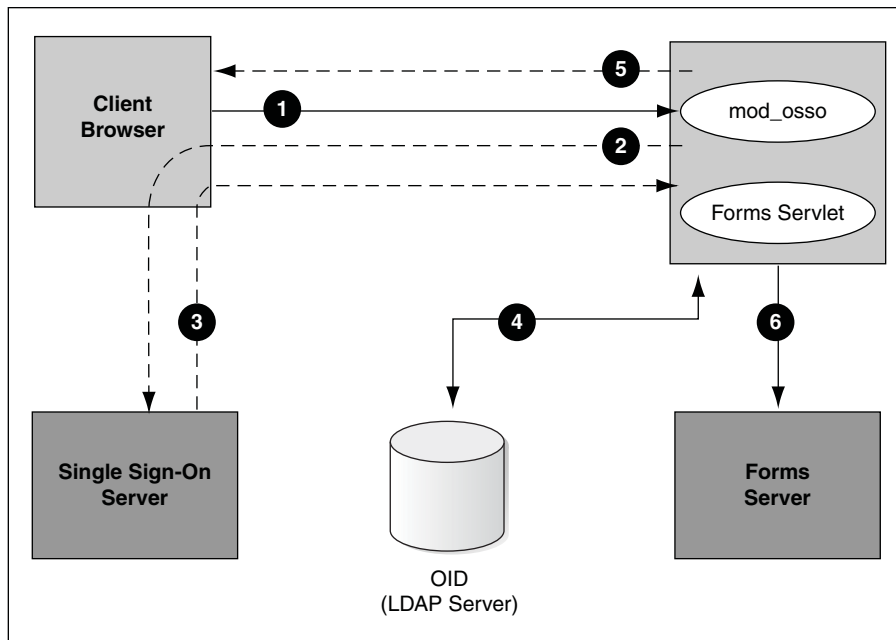 Client
Browser
5
1
mod_osso
2
Forms Servlet
3
4
6
Single Sign-On
Server
Forms
Server
OID
(LDAP Server)